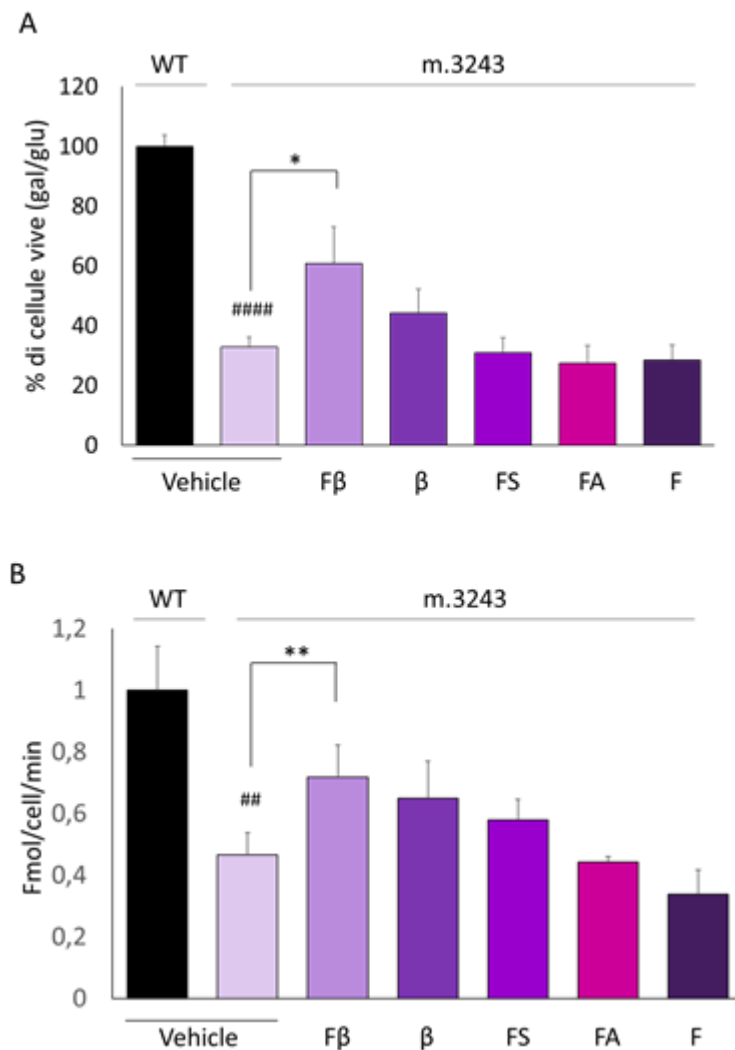 A
WT m.3243
% di cellule vive (gal/glu)
120
100
80
60
40
20
0
*
####
Vehicle Fβ β FS FA F
B
WT m.3243
Fmol/cell/min
1,2
1
0,8
0,6
0,4
0,2
0
**
##
Vehicle Fβ β FS FA F